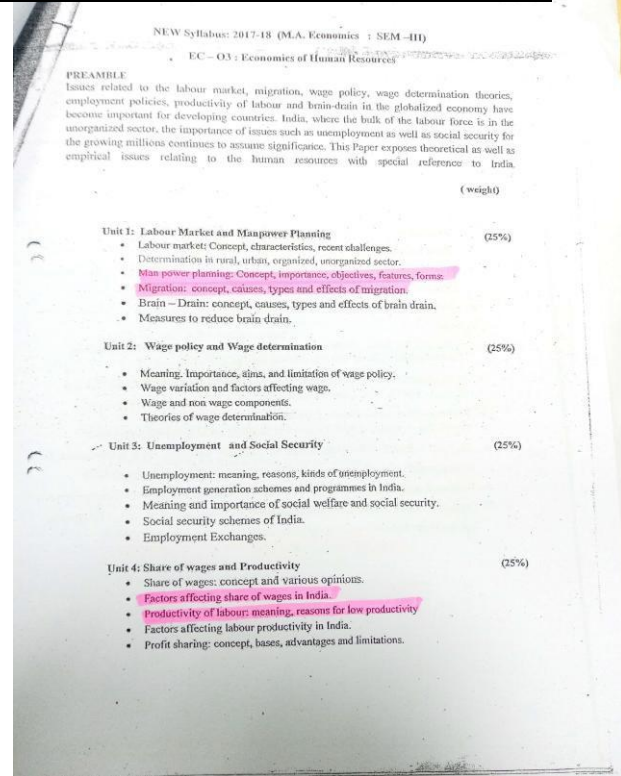 NEW Syllabus: 2017-18 (M.A. Economics : SEM –III)
EC – O3 : Economics of Human Resources
PREAMBLE
Issues related to the labour market, migration, wage policy, wage determination theories,
employment policies, productivity of labour and brain-drain in the globalized economy have
become important for developing countries. India, where the bulk of the labour force is in the
unorganized sector, the importance of issues such as unemployment as well as social security for
the growing millions continues to assume significance. This Paper exposes theoretical as well as
empirical issues relating to the human resources with special reference to India.
( weight)
Unit 1: Labour Market and Manpower Planning (25%)
• Labour market: Concept, characteristics, recent challenges.
• Determination in rural, urban, organized, unorganized sector.
• Man power planning: Concept, importance, objectives, features, forms.
• Migration: concept, causes, types and effects of migration.
• Brain – Drain: concept, causes, types and effects of brain drain.
• Measures to reduce brain drain.
Unit 2: Wage policy and Wage determination (25%)
• Meaning. Importance, aims, and limitation of wage policy.
• Wage variation and factors affecting wage.
• Wage and non wage components.
• Theories of wage determination.
Unit 3: Unemployment and Social Security (25%)
• Unemployment: meaning, reasons, kinds of unemployment.
• Employment generation schemes and programmes in India.
• Meaning and importance of social welfare and social security.
• Social security schemes of India.
• Employment Exchanges.
Unit 4: Share of wages and Productivity (25%)
• Share of wages: concept and various opinions.
• Factors affecting share of wages in India.
• Productivity of labour: meaning, reasons for low productivity
• Factors affecting labour productivity in India.
• Profit sharing: concept, bases, advantages and limitations.